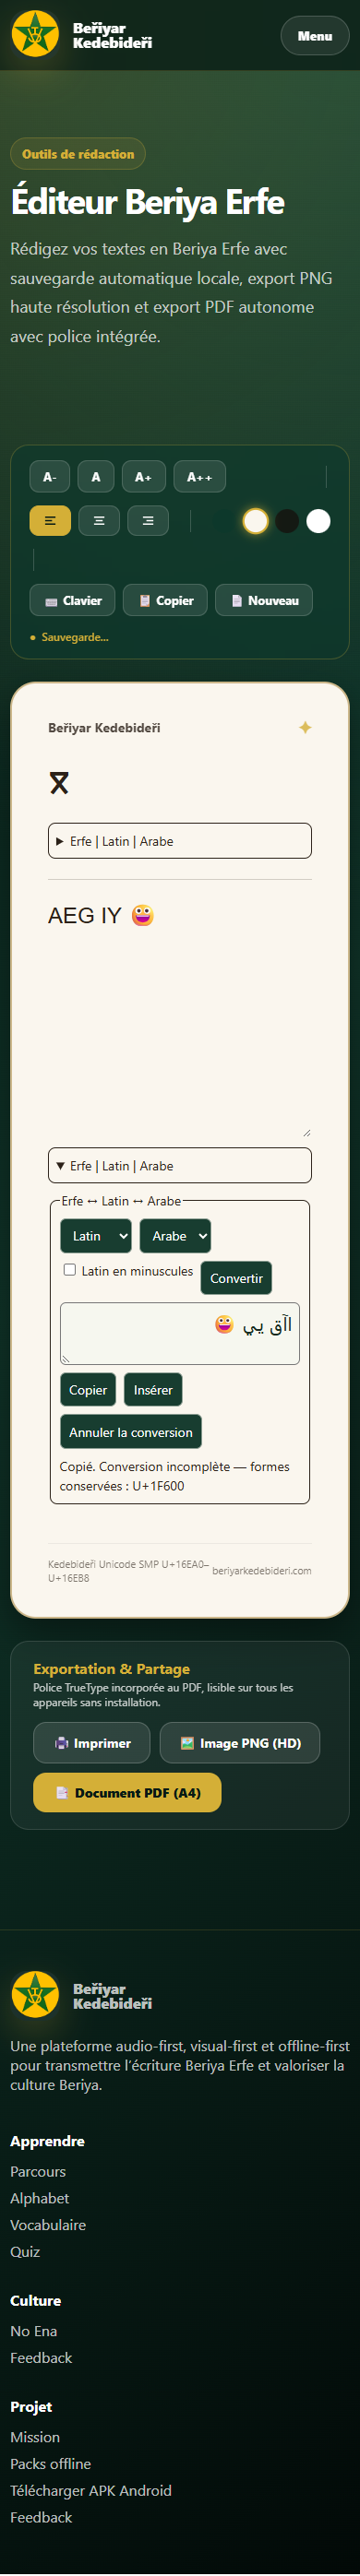 Beřiyar
Kedebideři
Menu
Outils de rédaction
Éditeur Beriya Erfe
Rédigez vos textes en Beriya Erfe avec
sauvegarde automatique locale, export PNG
haute résolution et export PDF autonome
avec police intégrée.
A- A A+ A++
⌨️ Clavier 📋 Copier 📄 Nouveau
● Sauvegarde...
Beřiyar Kedebideři ✦
▶ Erfe | Latin | Arabe
AEG IY 😀
▼ Erfe | Latin | Arabe
Erfe ↔ Latin ↔ Arabe
Latin Arabe
Latin en minuscules Convertir
اآق يي 😀
Copier Insérer
Annuler la conversion
Copié. Conversion incomplète — formes
conservées : U+1F600
Kedebideři Unicode SMP U+16EA0–
U+16EB8
beriyarkedebideri.com
Exportation & Partage
Police TrueType incorporée au PDF, lisible sur tous les
appareils sans installation.
🖨️ Imprimer 🖼️ Image PNG (HD)
📄 Document PDF (A4)
Beřiyar
Kedebideři
Une plateforme audio-first, visual-first et offline-first
pour transmettre l’écriture Beriya Erfe et valoriser la
culture Beriya.
Apprendre
Parcours
Alphabet
Vocabulaire
Quiz
Culture
No Ena
Feedback
Projet
Mission
Packs offline
Télécharger APK Android
Feedback